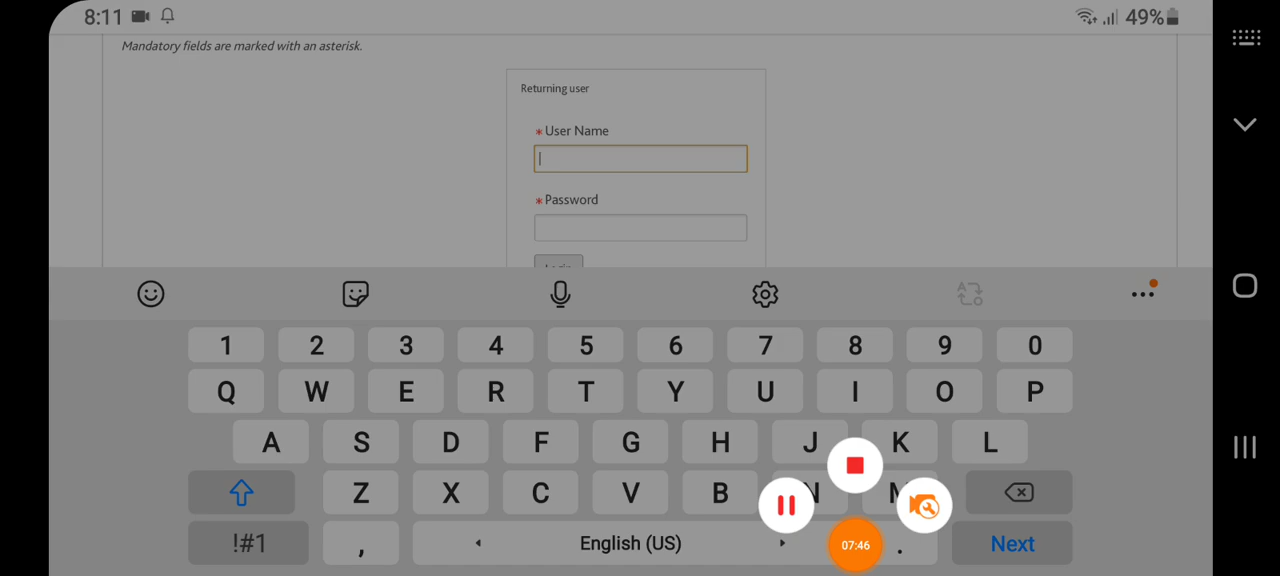 8:11 49%
Mandatory fields are marked with an asterisk.
Returning user
* User Name
* Password
Login
1 2 3 4 5 6 7 8 9 0
Q W E R T Y U I O P
A S D F G H J K L
Z X C V B N M
!#1 , English (US) . Next
07:46